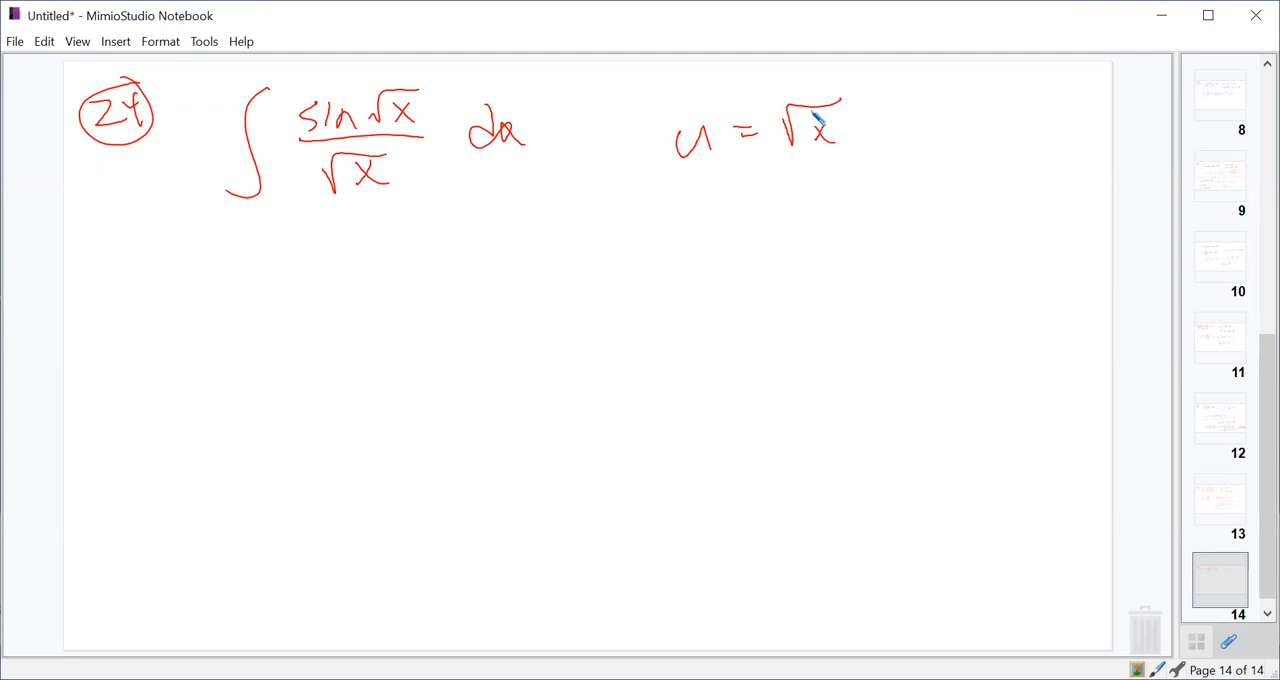 Untitled* - MimioStudio Notebook
File Edit View Insert Format Tools Help
24 ∫ sin √x / √x dx u = √x
8
9
10
11
12
13
14
Page 14 of 14